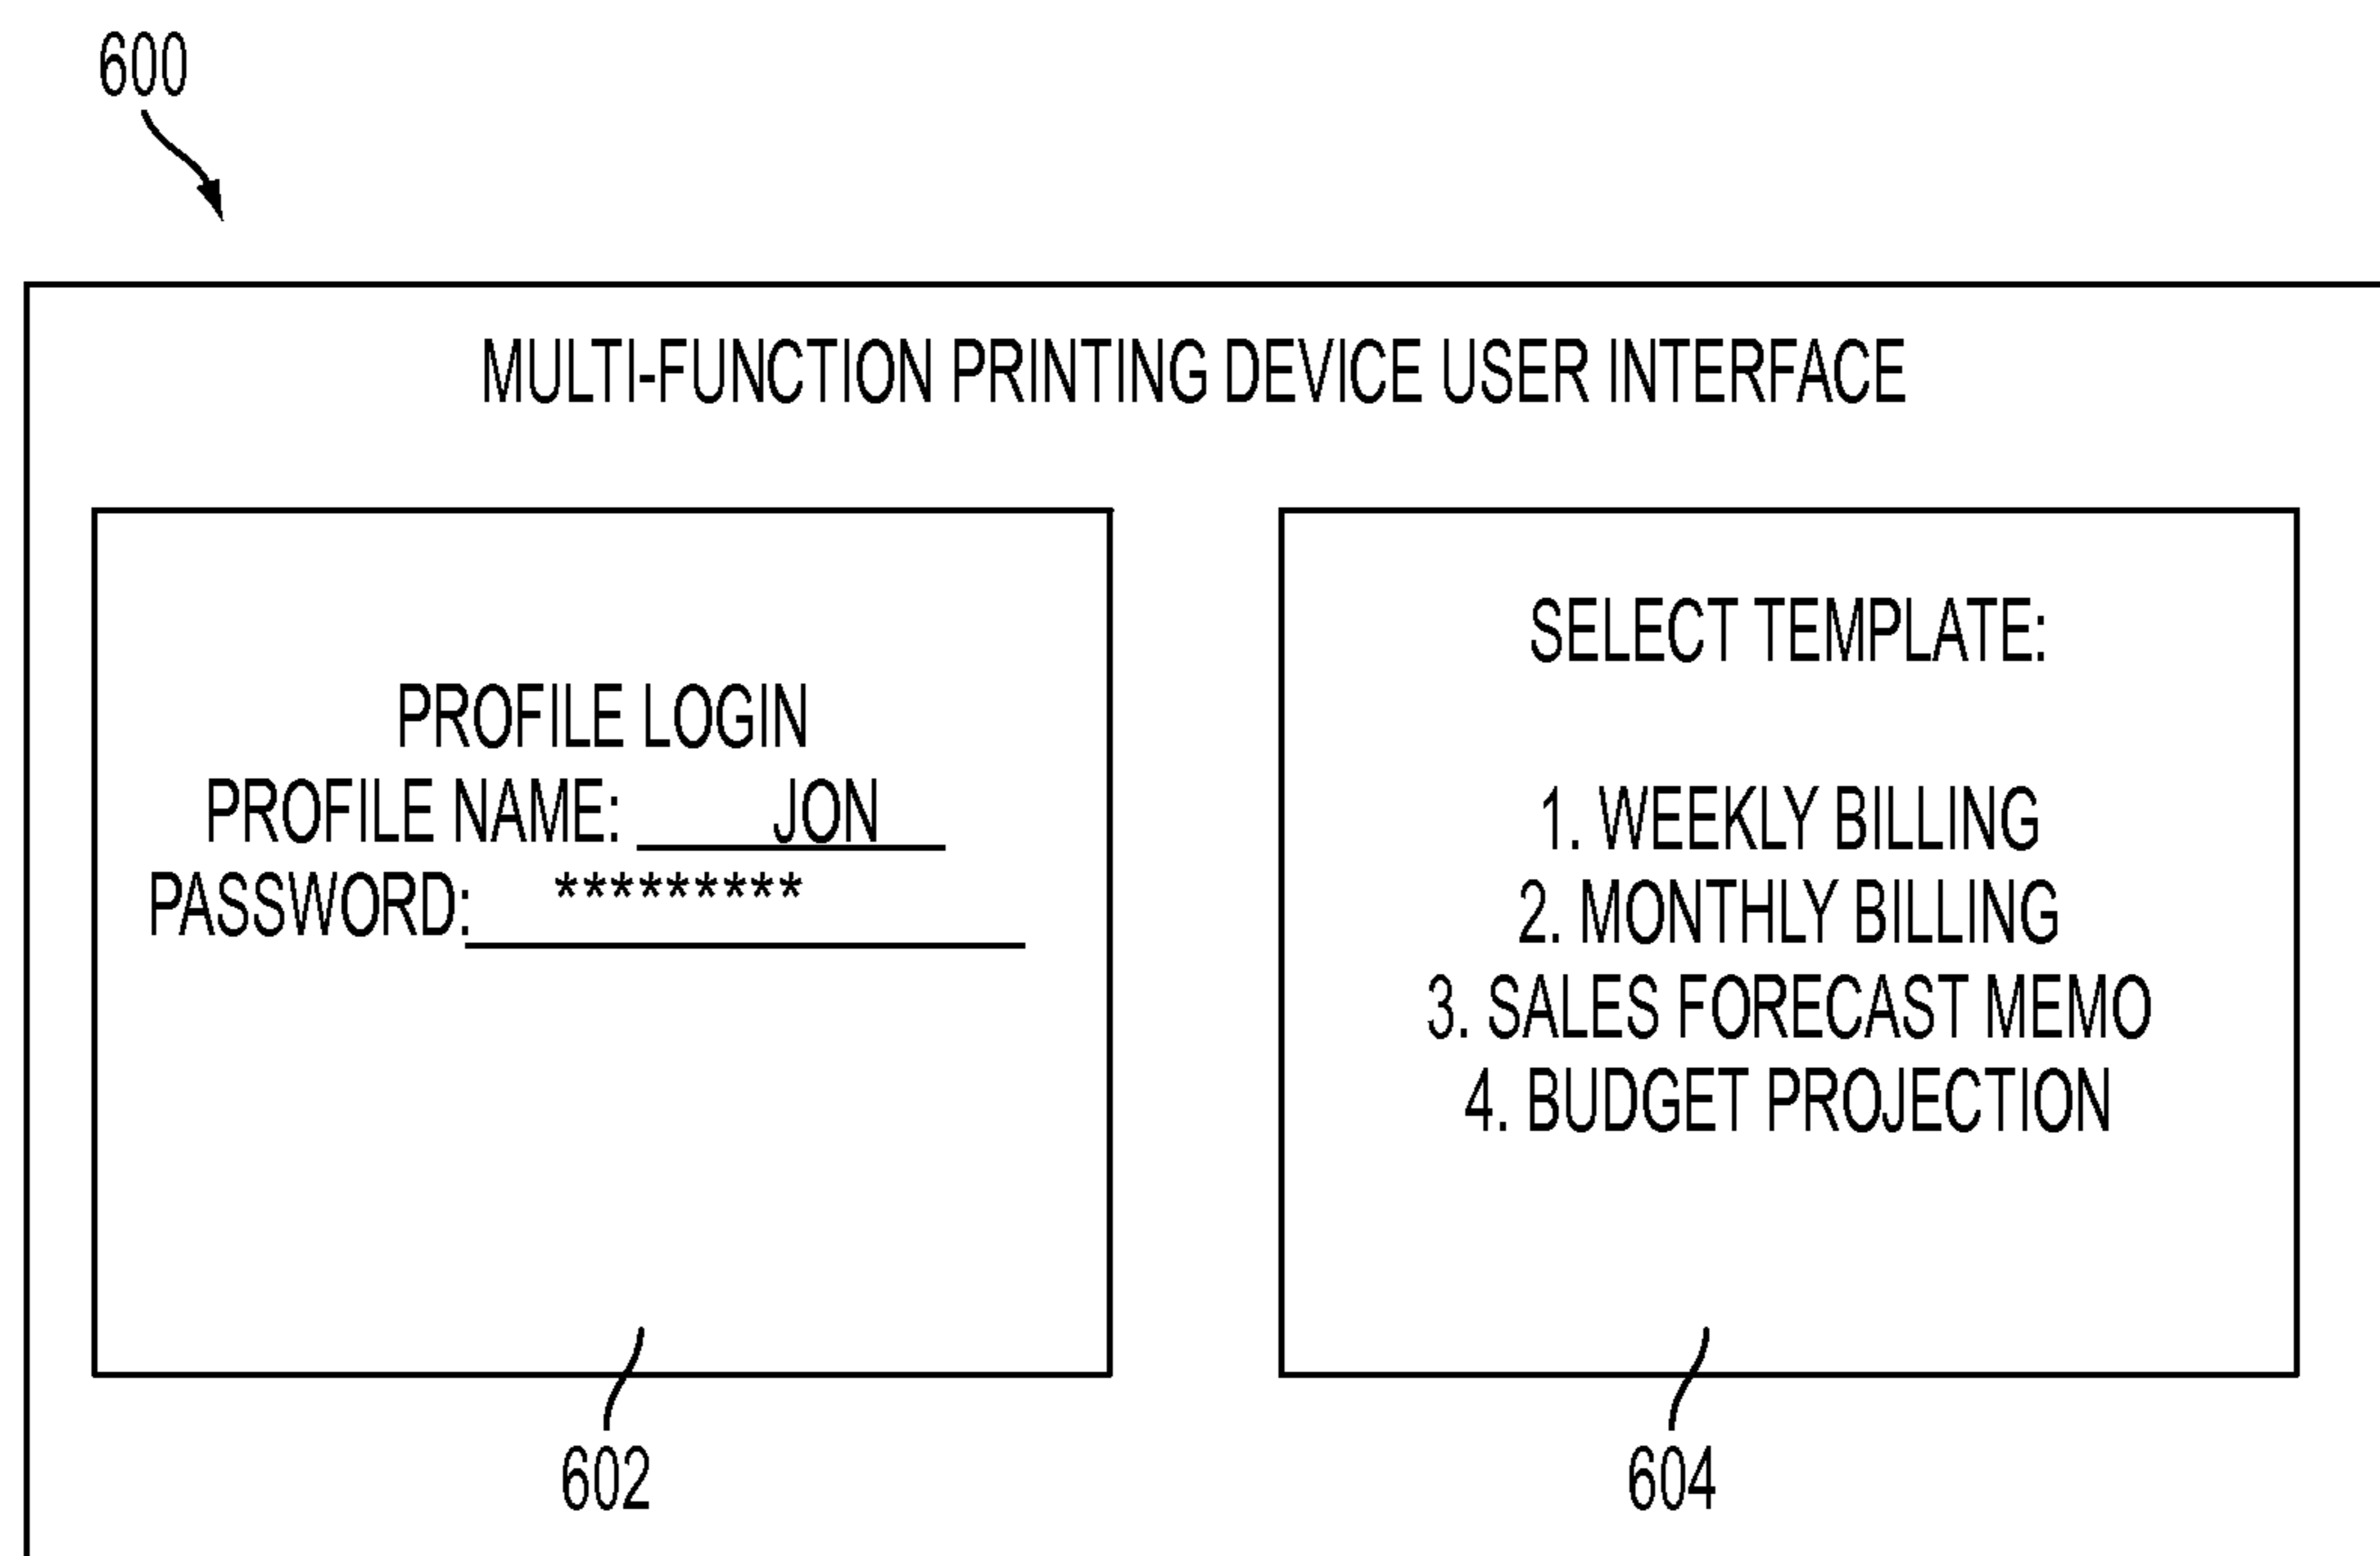 600
MULTI-FUNCTION PRINTING DEVICE USER INTERFACE
PROFILE LOGIN
PROFILE NAME: JON
PASSWORD: *********
602
SELECT TEMPLATE:
1. WEEKLY BILLING
2. MONTHLY BILLING
3. SALES FORECAST MEMO
4. BUDGET PROJECTION
604